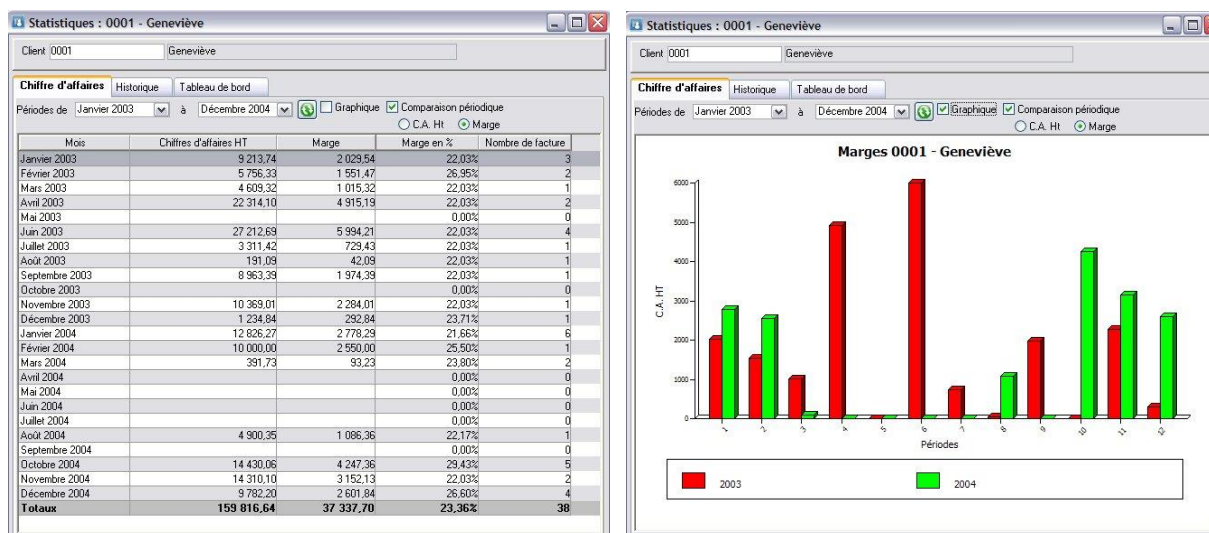 Statistiques : 0001 - Geneviève
Client 0001 Geneviève
Chiffre d'affaires Historique Tableau de bord
Périodes de Janvier 2003 à Décembre 2004 Graphique Comparaison périodique
C.A. Ht Marge
Mois Chiffres d'affaires HT Marge Marge en % Nombre de facture
Janvier 2003 9 213,74 2 029,54 22,03% 3
Février 2003 5 756,33 1 551,47 26,95% 2
Mars 2003 4 609,32 1 015,32 22,03% 1
Avril 2003 22 314,10 4 915,19 22,03% 2
Mai 2003 0,00% 0
Juin 2003 27 212,69 5 994,21 22,03% 4
Juillet 2003 3 311,42 729,43 22,03% 1
Août 2003 191,09 42,09 22,03% 1
Septembre 2003 8 963,39 1 974,39 22,03% 1
Octobre 2003 0,00% 0
Novembre 2003 10 369,01 2 284,01 22,03% 1
Décembre 2003 1 234,84 292,84 23,71% 1
Janvier 2004 12 826,27 2 778,29 21,66% 6
Février 2004 10 000,00 2 550,00 25,50% 1
Mars 2004 391,73 93,23 23,80% 2
Avril 2004 0,00% 0
Mai 2004 0,00% 0
Juin 2004 0,00% 0
Juillet 2004 0,00% 0
Août 2004 4 900,35 1 086,36 22,17% 1
Septembre 2004 0,00% 0
Octobre 2004 14 430,06 4 247,36 29,43% 5
Novembre 2004 14 310,10 3 152,13 22,03% 2
Décembre 2004 9 782,20 2 601,84 26,60% 4
Totaux 159 816,64 37 337,70 23,36% 38
Statistiques : 0001 - Geneviève
Client 0001 Geneviève
Chiffre d'affaires Historique Tableau de bord
Périodes de Janvier 2003 à Décembre 2004 Graphique Comparaison périodique
C.A. Ht Marge
Marges 0001 - Geneviève
6000
5000
4000
3000
2000
1000
0
C.A. HT
1 2 3 4 5 6 7 8 9 10 11 12
Périodes
2003 2004